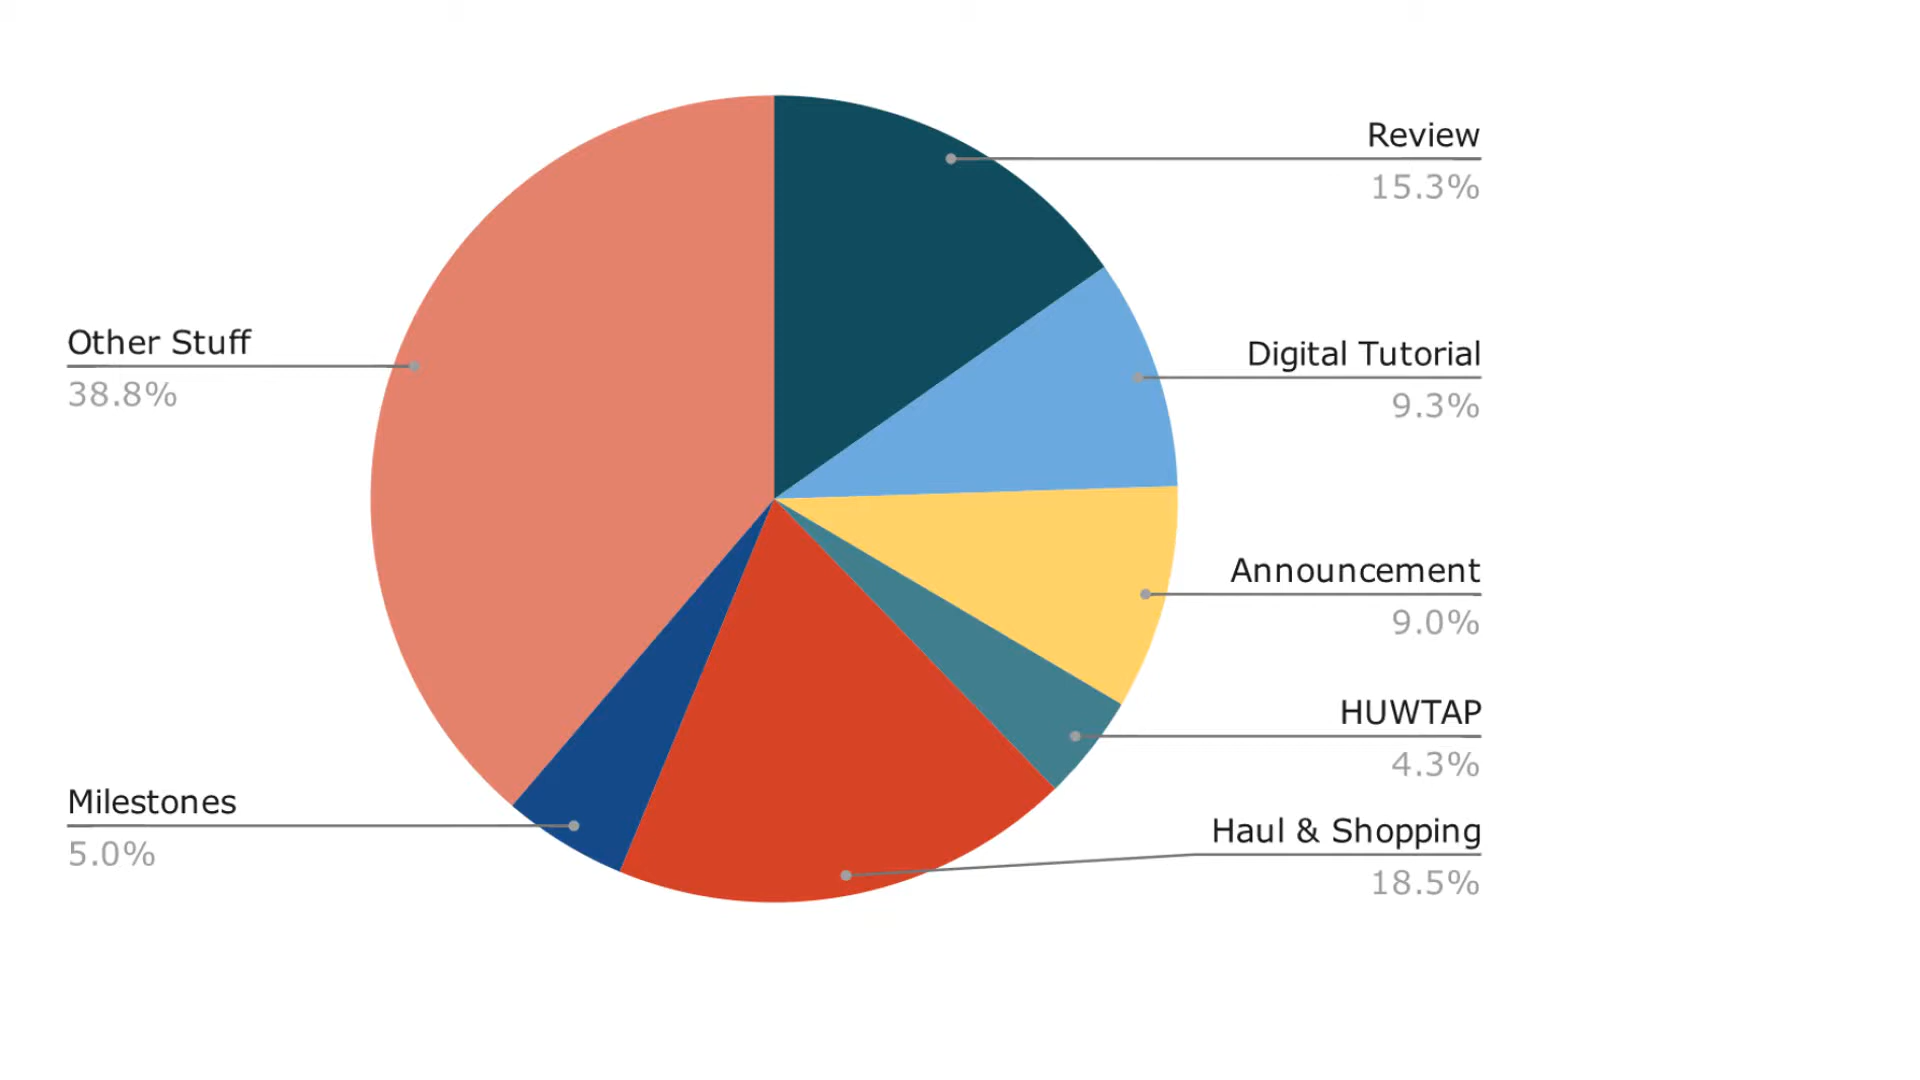 Review
15.3%
Digital Tutorial
9.3%
Announcement
9.0%
HUWTAP
4.3%
Haul & Shopping
18.5%
Milestones
5.0%
Other Stuff
38.8%